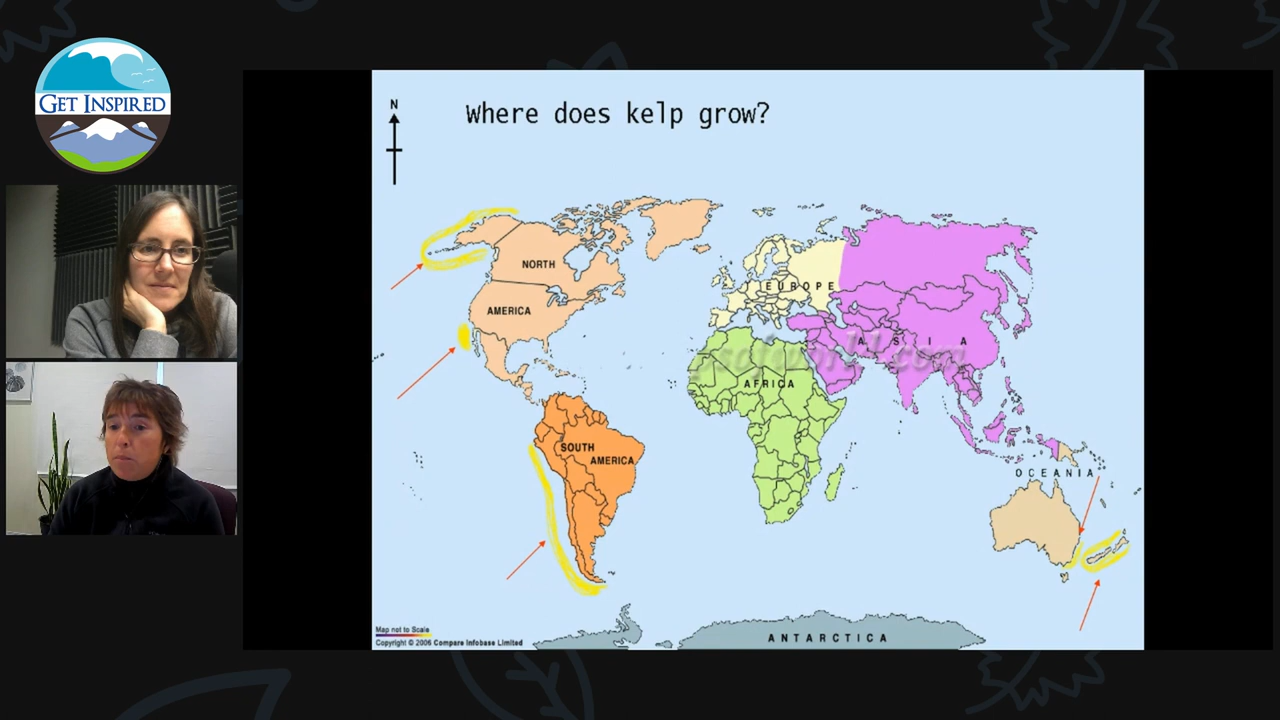 GET INSPIRED
Where does kelp grow?
N
NORTH
AMERICA
EUROPE
ASIA
AFRICA
SOUTH
AMERICA
OCEANIA
ANTARCTICA
Map not to Scale
Copyright © 2006 Compare Infobase Limited